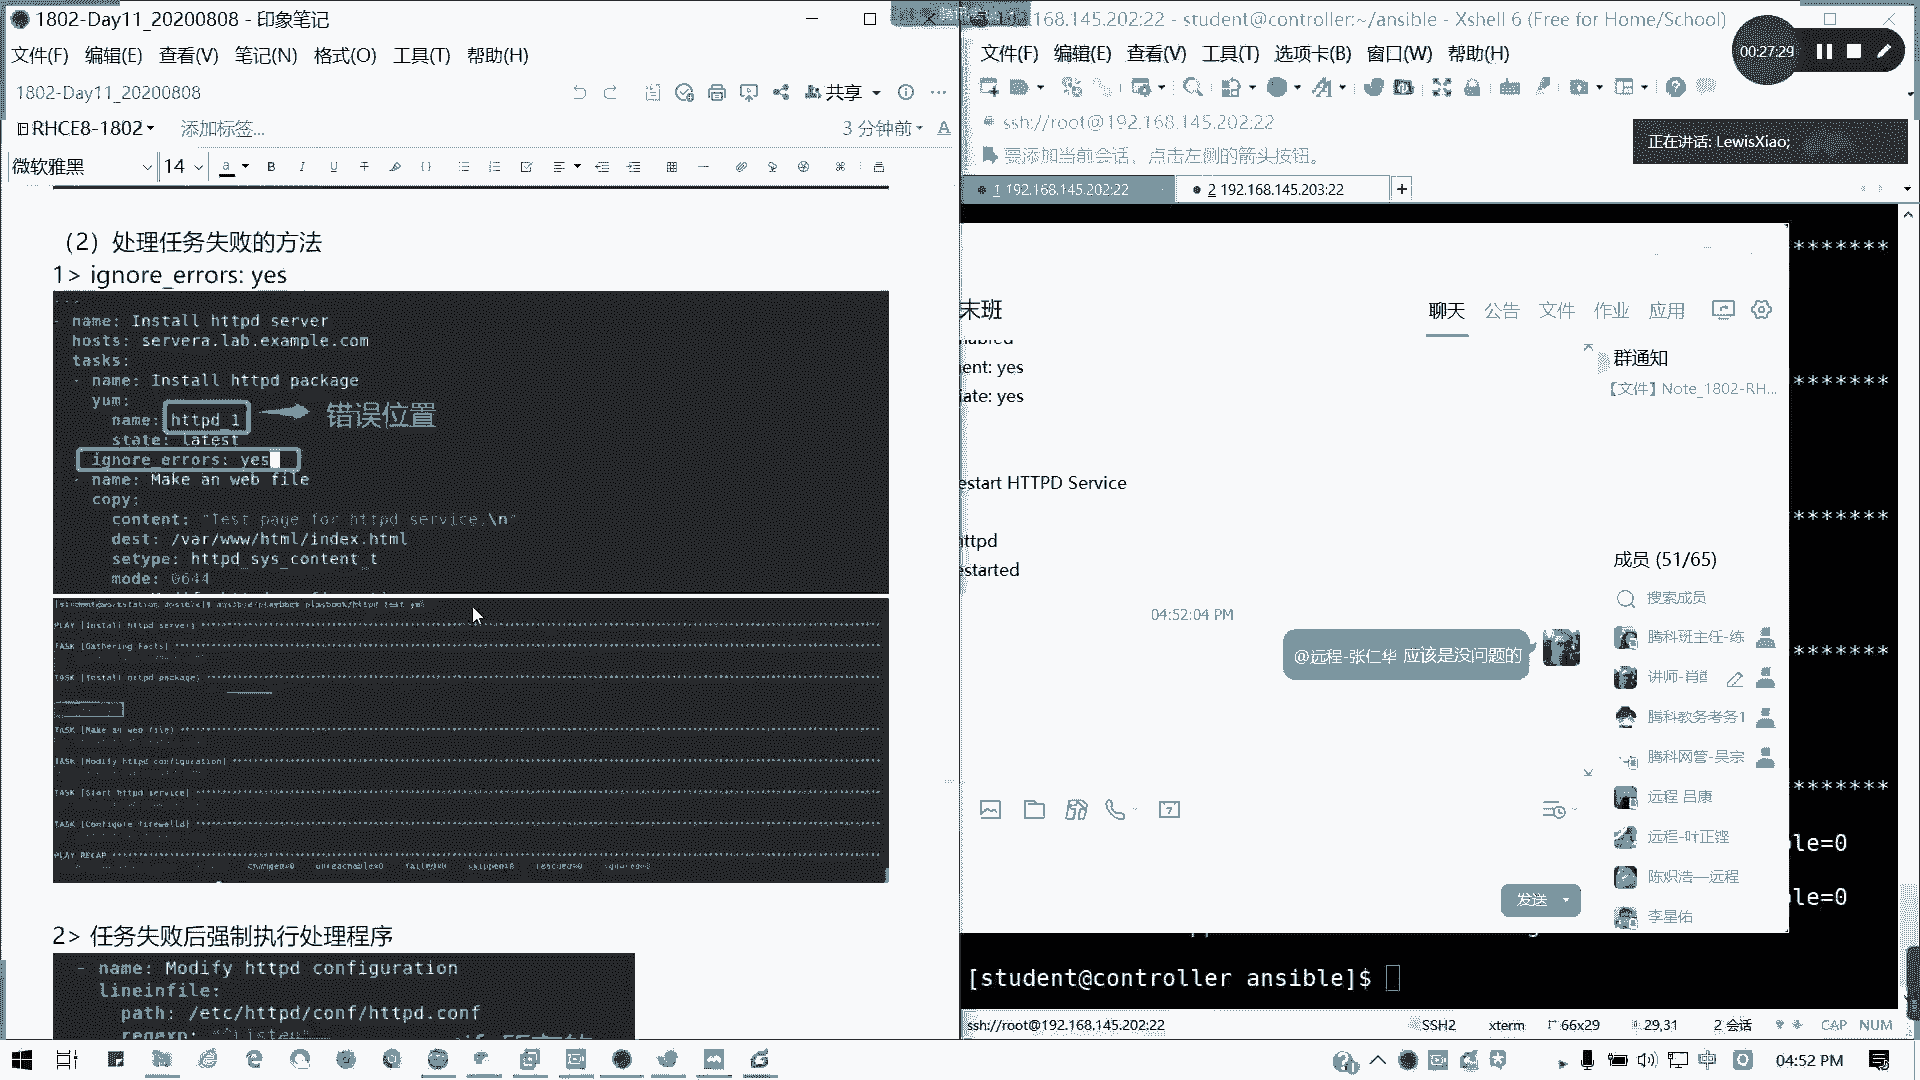 1802-Day11_20200808 - 印象笔记
文件(F) 编辑(E) 查看(V) 笔记(N) 格式(O) 工具(T) 帮助(H)
1802-Day11_20200808
共享
RHCE8-1802
添加标签...
3 分钟前
微软雅黑
14
（2）处理任务失败的方法
1> ignore_errors: yes
---
- name: Install httpd server
hosts: servera.lab.example.com
tasks:
- name: Install httpd package
yum:
name: httpd_1
错误位置
state: latest
ignore_errors: yes
- name: Make an web file
copy:
content: "Test page for httpd service.\n"
dest: /var/www/html/index.html
setype: httpd_sys_content_t
mode: 0644
PLAY [Install httpd server]
TASK [Gathering Facts]
TASK [Install httpd package]
TASK [Make an web file]
TASK [Modify httpd configuration]
TASK [Start httpd service]
TASK [Configure firewalld]
PLAY RECAP
2> 任务失败后强制执行处理程序
- name: Modify httpd configuration
lineinfile:
path: /etc/httpd/conf/httpd.conf
.168.145.202:22 - student@controller:~/ansible - Xshell 6 (Free for Home/School)
文件(F) 编辑(E) 查看(V) 工具(T) 选项卡(B) 窗口(W) 帮助(H)
00:27:29
ssh://root@192.168.145.202:22
要添加当前会话，点击左侧的箭头按钮。
正在讲话: LewisXiao;
1 192.168.145.202:22
2 192.168.145.203:22
末班
聊天 公告 文件 作业 应用
ent: yes
iate: yes
estart HTTPD Service
ttpd
estarted
04:52:04 PM
@远程-张仁华 应该是没问题的
群通知
【文件】Note_1802-RH...
成员 (51/65)
搜索成员
腾科班主任-练
腾科教务考务1
腾科网管-吴宗
远程 吕康
远程-叶正铿
陈炽浩—远程
李星佑
发送
le=0
le=0
[student@controller ansible]$
ssh://root@192.168.145.202:22
SSH2 xterm 66x29 29,31 2 会话 CAP NUM
中
04:52 PM